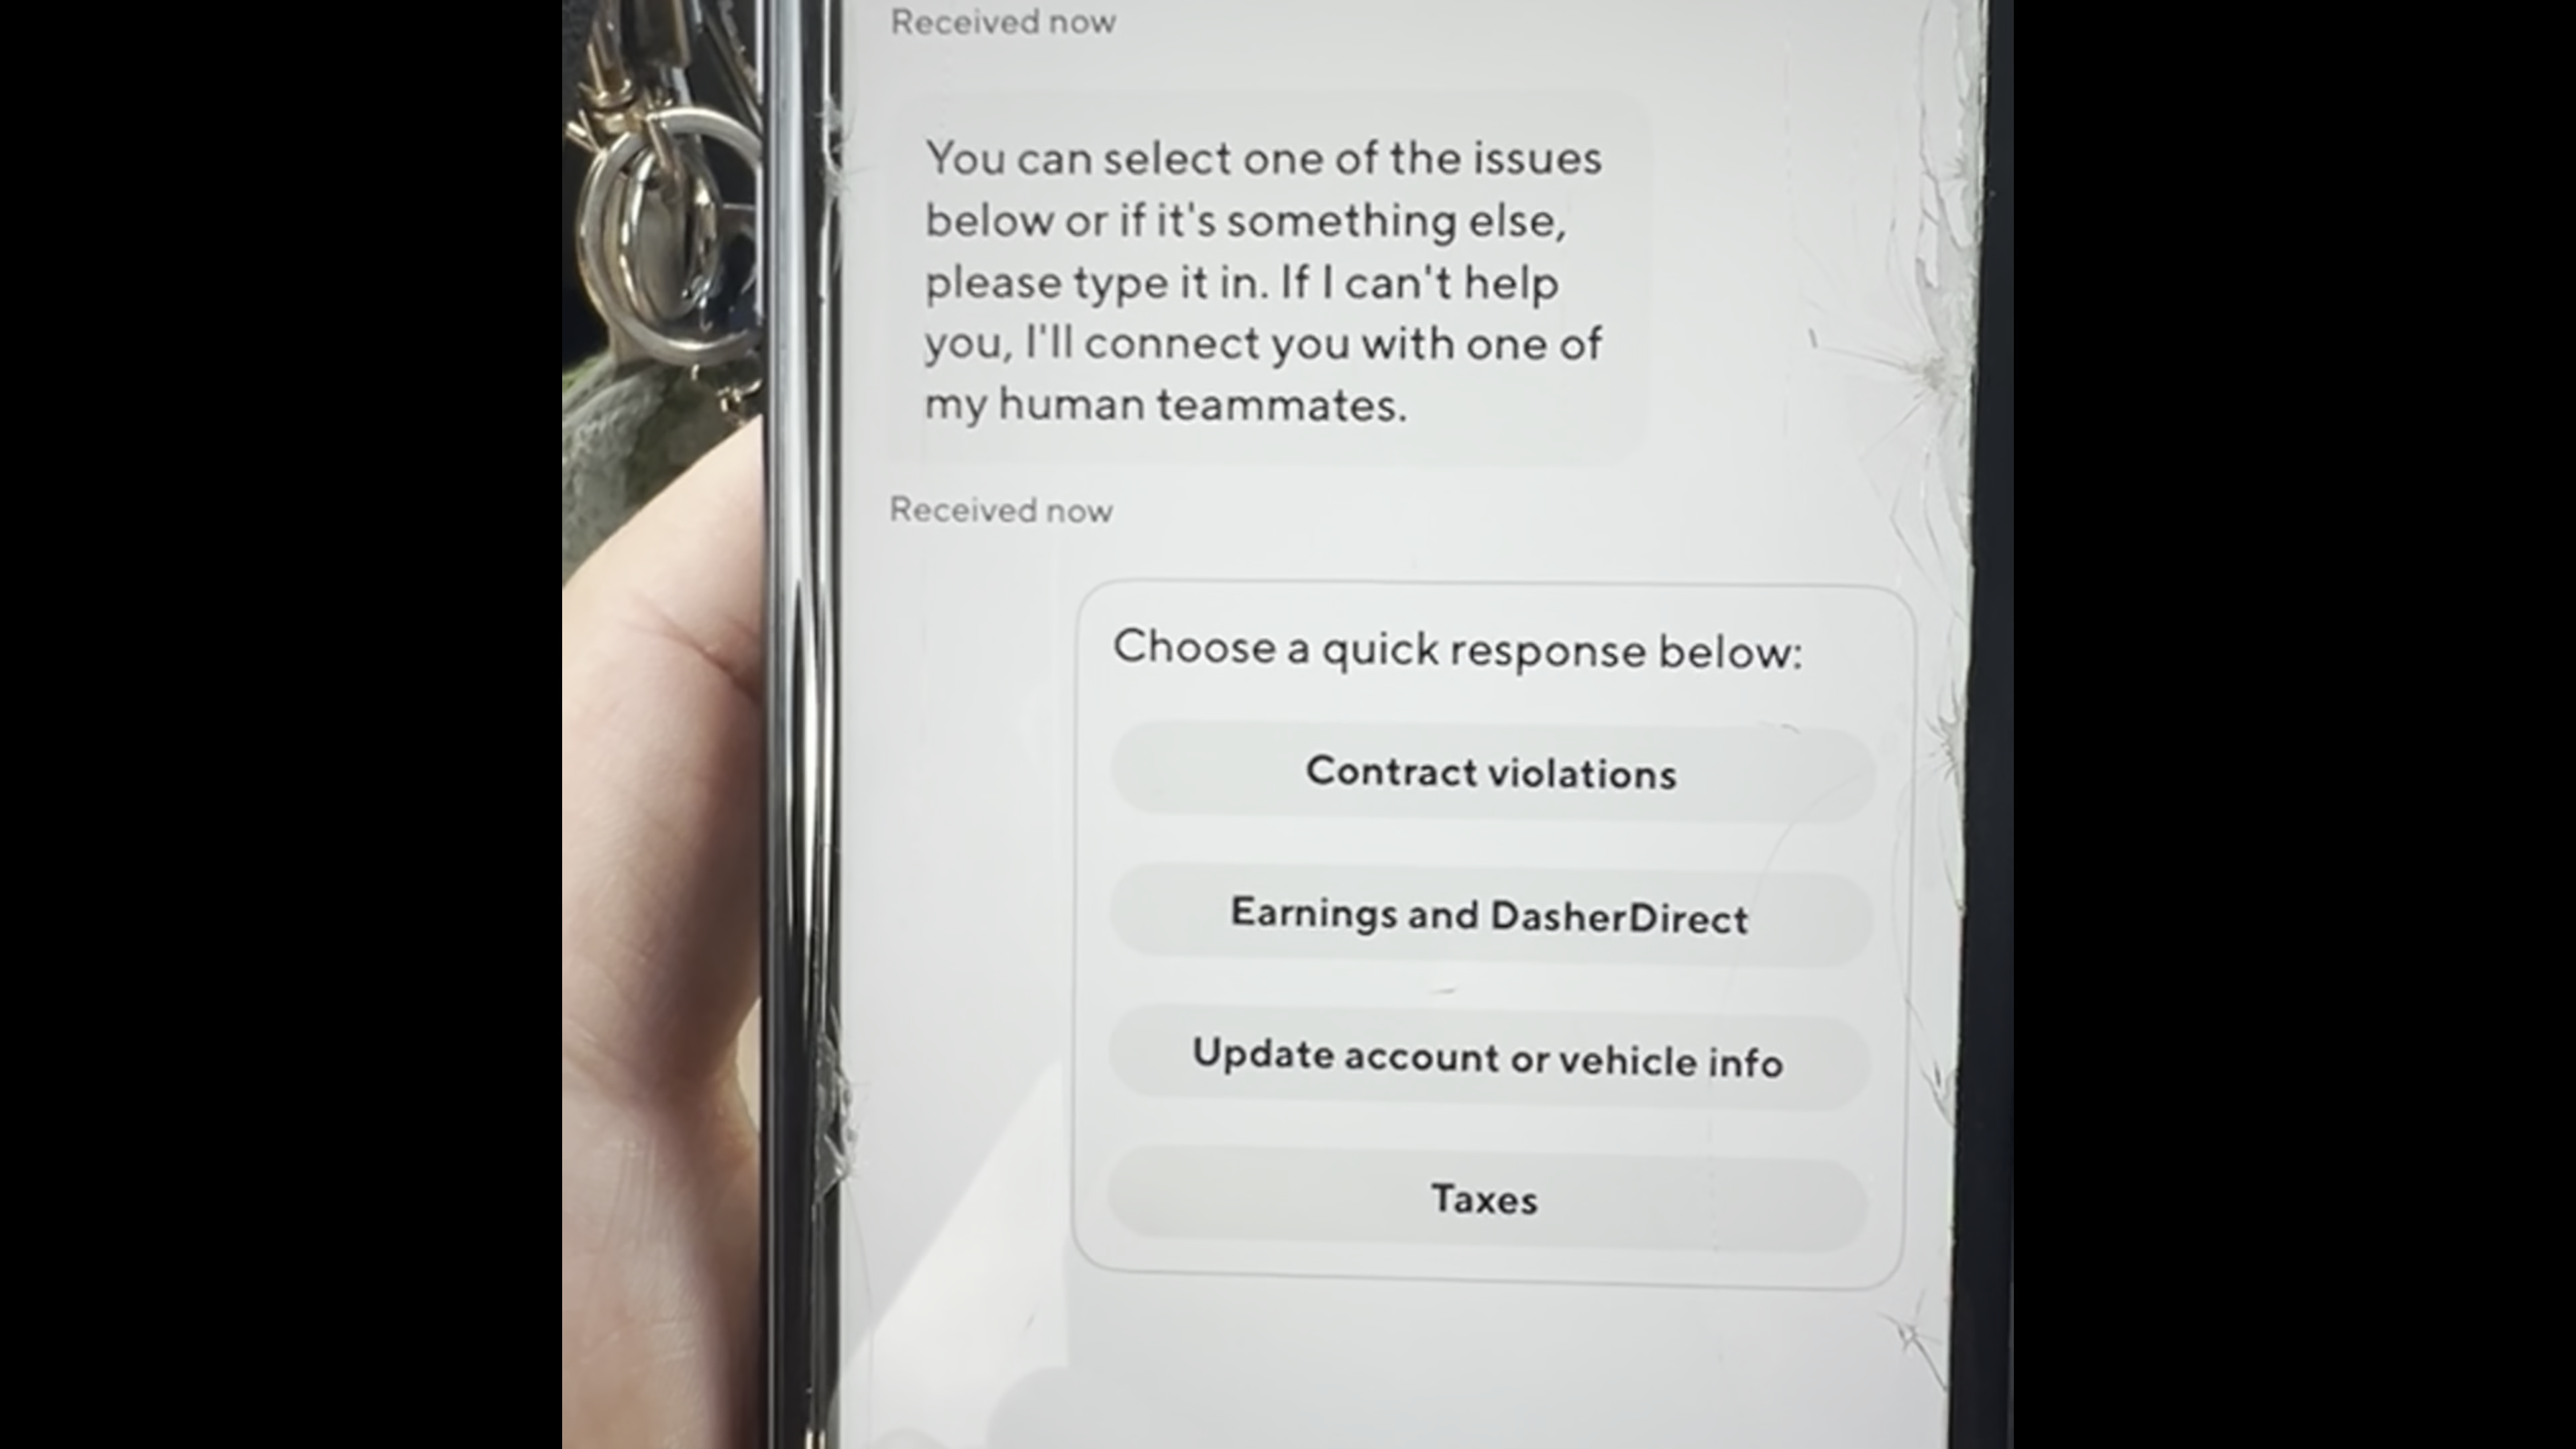 Received now
You can select one of the issues
below or if it's something else,
please type it in. If I can't help
you, I'll connect you with one of
my human teammates.
Received now
Choose a quick response below:
Contract violations
Earnings and DasherDirect
Update account or vehicle info
Taxes